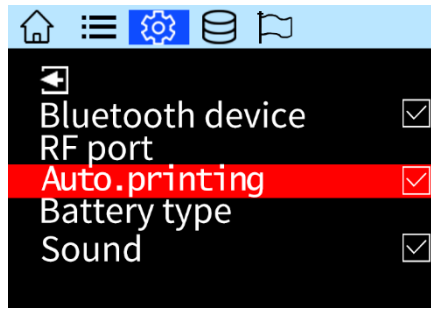 Bluetooth device
RF port
Auto.printing
Battery type
Sound